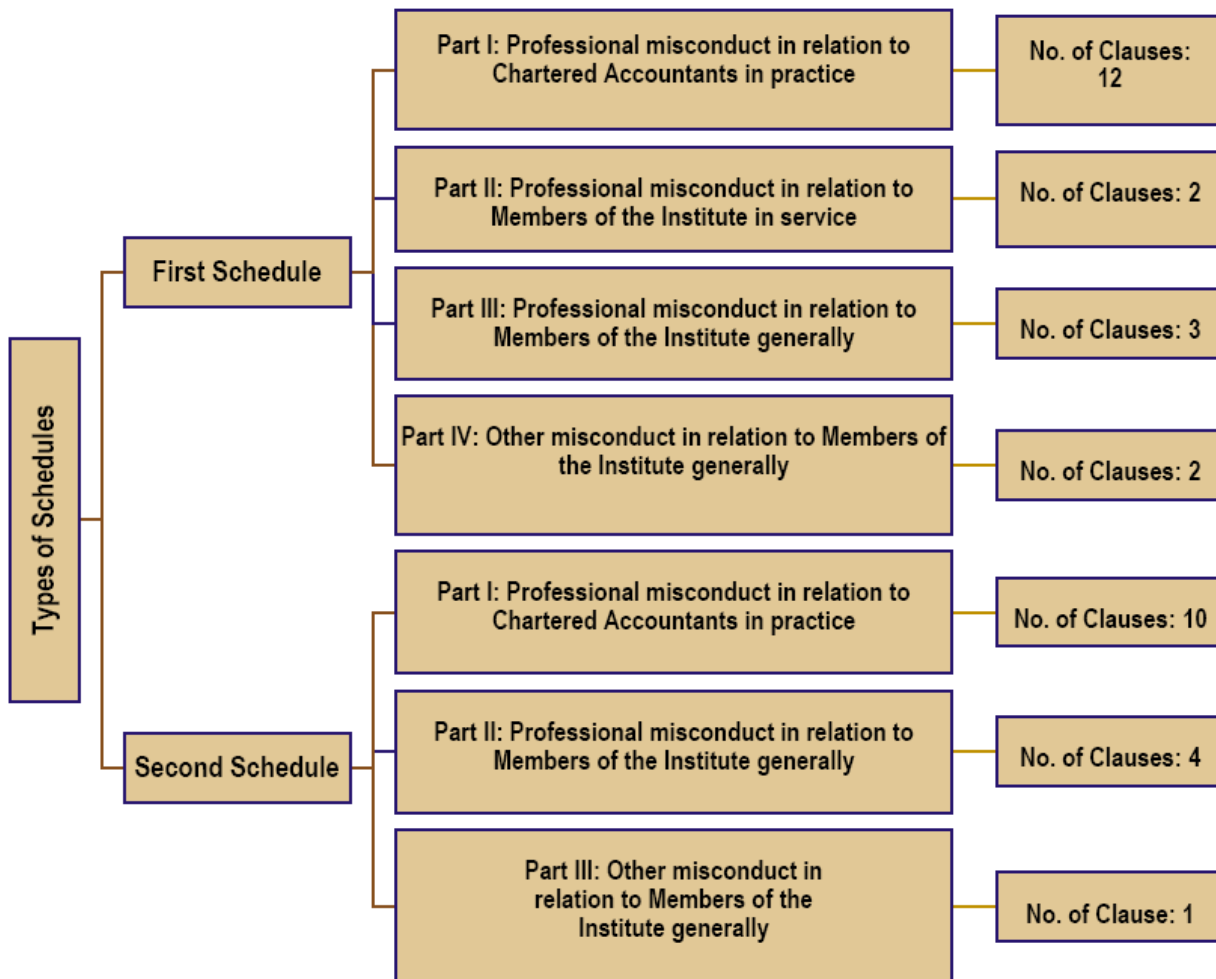 Types of Schedules
First Schedule
Part I: Professional misconduct in relation to
Chartered Accountants in practice
No. of Clauses:
12
Part II: Professional misconduct in relation to
Members of the Institute in service
No. of Clauses: 2
Part III: Professional misconduct in relation to
Members of the Institute generally
No. of Clauses: 3
Part IV: Other misconduct in relation to Members of
the Institute generally
No. of Clauses: 2
Second Schedule
Part I: Professional misconduct in relation to
Chartered Accountants in practice
No. of Clauses: 10
Part II: Professional misconduct in relation to
Members of the Institute generally
No. of Clauses: 4
Part III: Other misconduct in
relation to Members of the
Institute generally
No. of Clause: 1